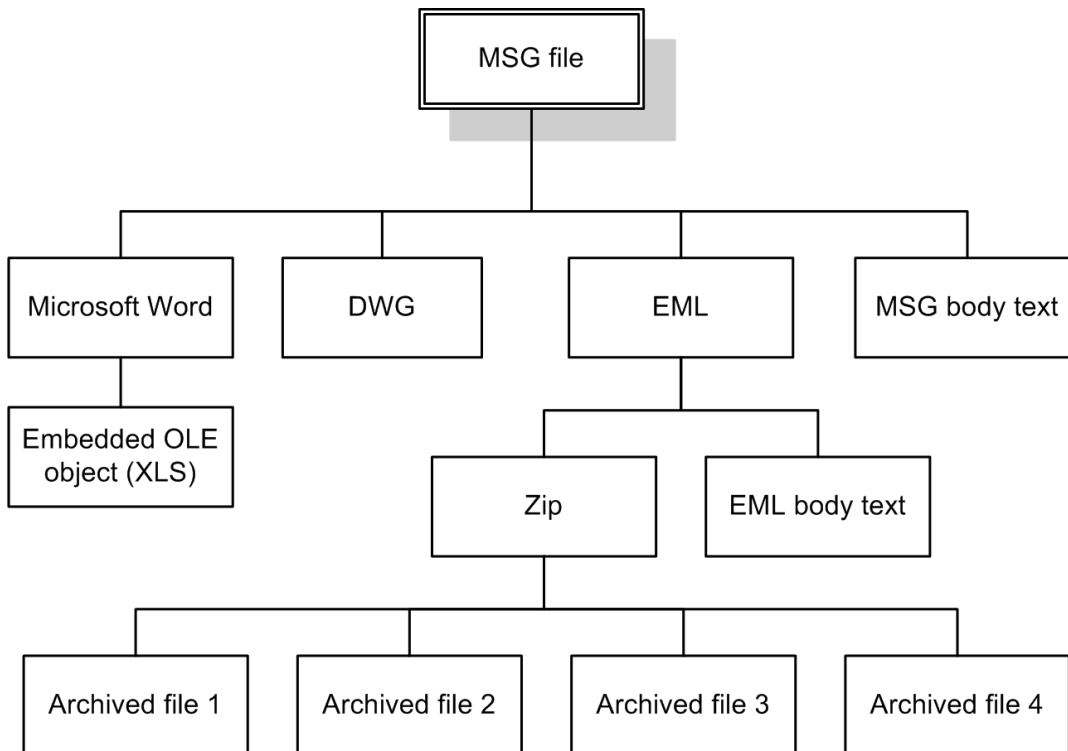 MSG file
Microsoft Word
DWG
EML
MSG body text
Embedded OLE
object (XLS)
Zip
EML body text
Archived file 1
Archived file 2
Archived file 3
Archived file 4